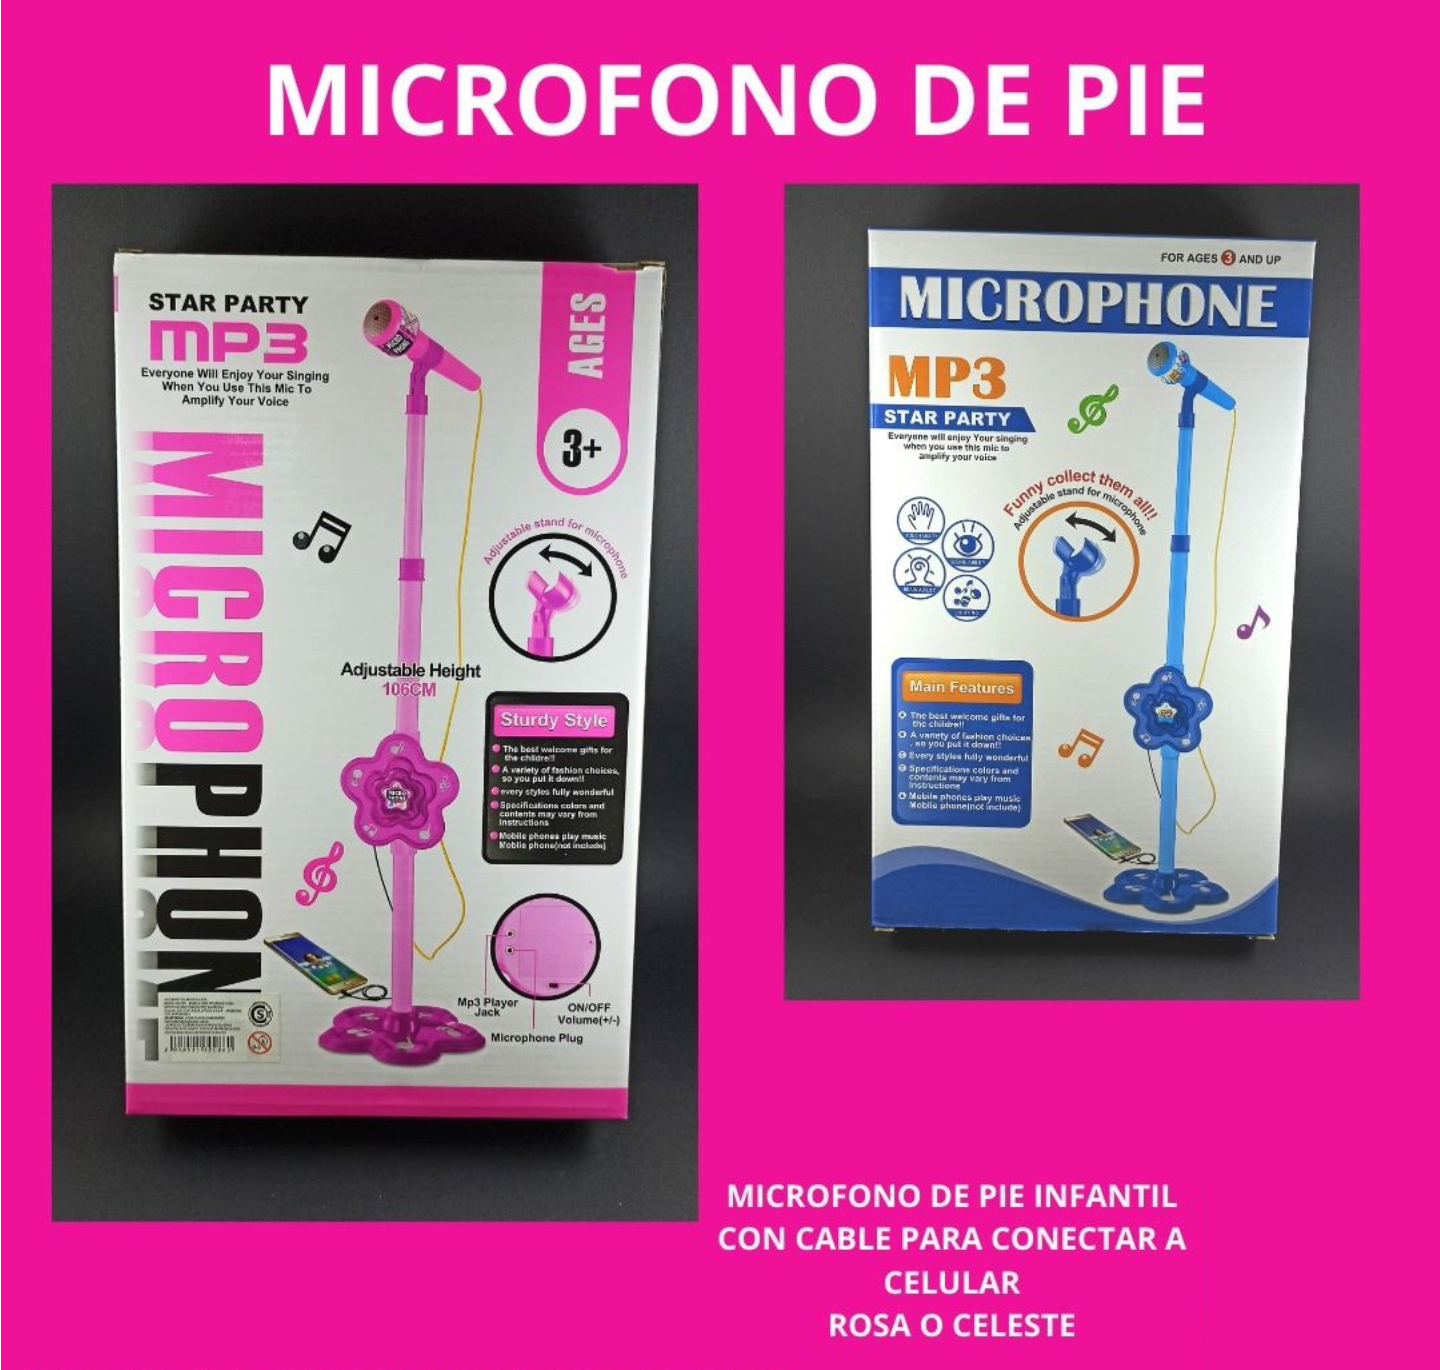 MICROFONO DE PIE
STAR PARTY
MP3
Everyone Will Enjoy Your Singing
When You Use This Mic To
Amplify Your Voice
AGES
3+
MICROPHONE
Adjustable stand for microphone
Adjustable Height
106CM
Sturdy Style
The best welcome gifts for
the childre!!
A variety of fashion choices,
so you put it down!!
every styles fully wonderful
Specifications colors and
contents may vary from
Instructions
Mobile phones play music
Mobile phone(not include)
Mp3 Player
Jack
Microphone Plug
ON/OFF
Volume(+/-)
FOR AGES 3 AND UP
MICROPHONE
MP3
STAR PARTY
Everyone will enjoy Your singing
when you use this mic to
amplify your voice
Funny collect them all!!!
Adjustable stand for microphone
Main Features
The best welcome gifts for
the childre!!
A variety of fashion choices
, so you put it down!!
Every styles fully wonderful
Specifications colors and
contents may vary from
Instructions
Mobile phones play music
Mobile phone(not include)
MICROFONO DE PIE INFANTIL
CON CABLE PARA CONECTAR A
CELULAR
ROSA O CELESTE